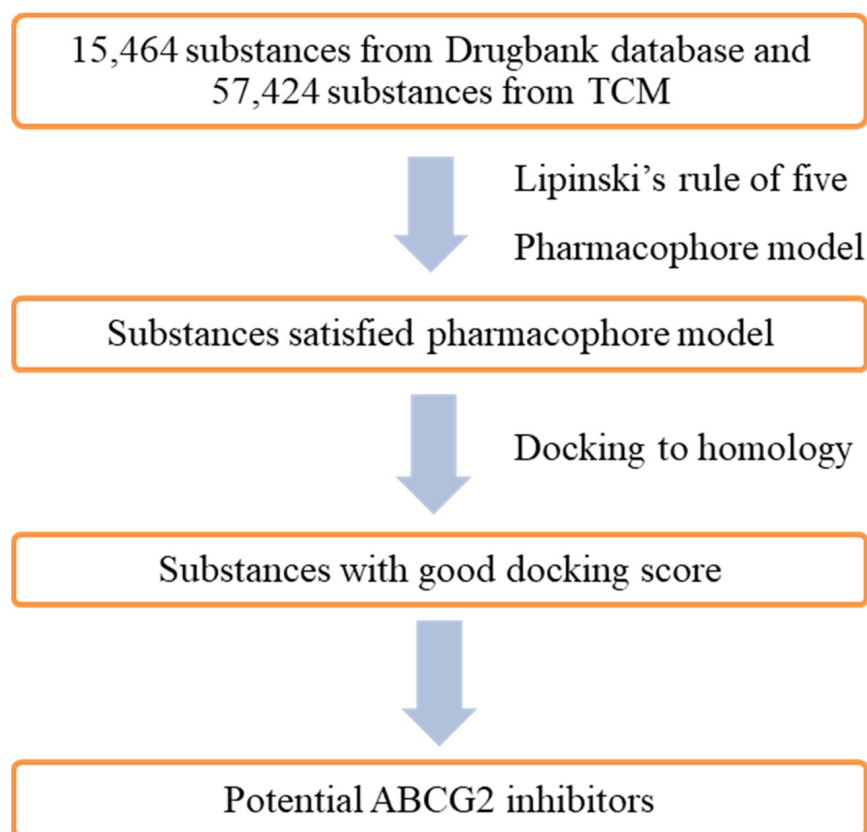 15,464 substances from Drugbank database and
57,424 substances from TCM
Lipinski's rule of five
Pharmacophore model
Substances satisfied pharmacophore model
Docking to homology
Substances with good docking score
Potential ABCG2 inhibitors